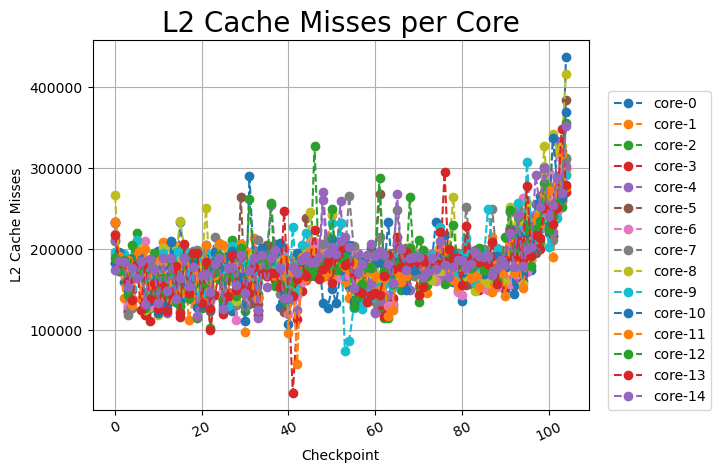 L2 Cache Misses per Core
400000
300000
200000
100000
L2 Cache Misses
0
20
40
60
80
100
Checkpoint
core-0
core-1
core-2
core-3
core-4
core-5
core-6
core-7
core-8
core-9
core-10
core-11
core-12
core-13
core-14